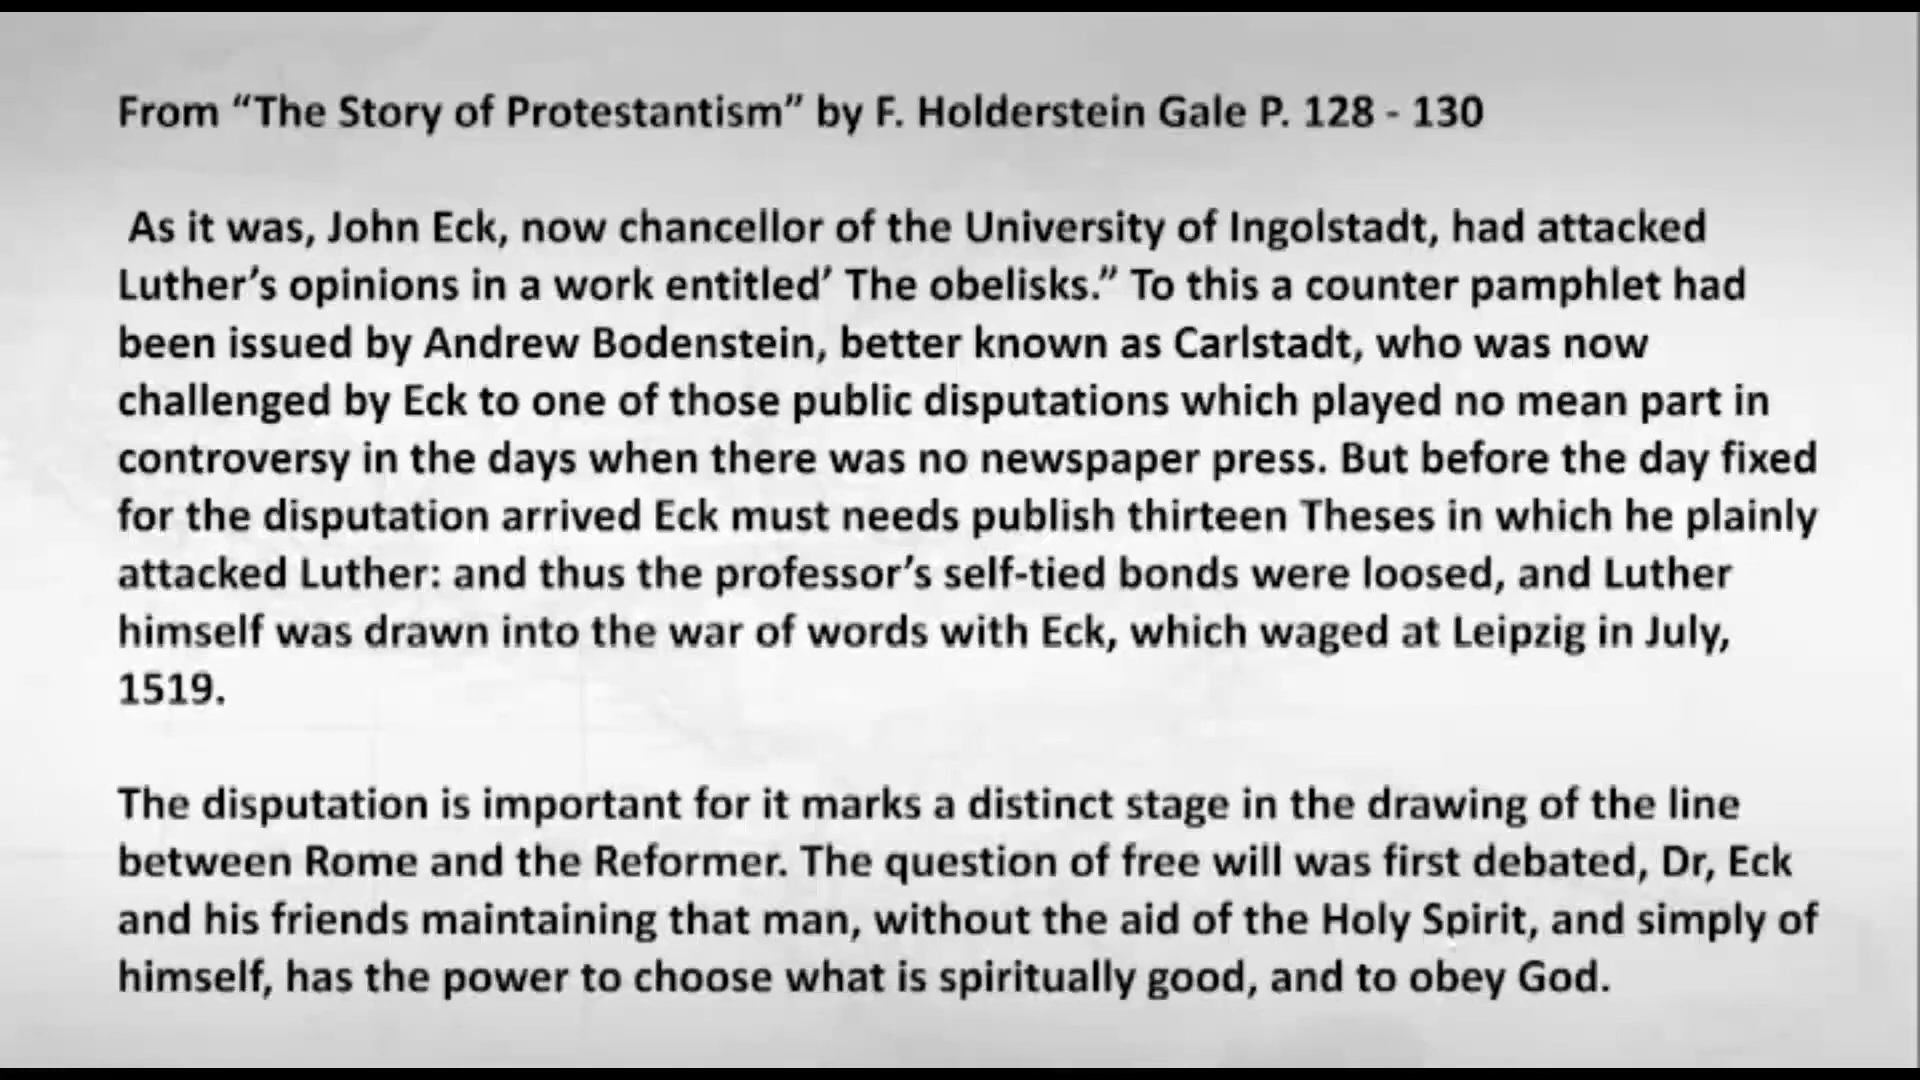 From “The Story of Protestantism” by F. Holderstein Gale P. 128 - 130
As it was, John Eck, now chancellor of the University of Ingolstadt, had attacked
Luther’s opinions in a work entitled’ The obelisks.” To this a counter pamphlet had
been issued by Andrew Bodenstein, better known as Carlstadt, who was now
challenged by Eck to one of those public disputations which played no mean part in
controversy in the days when there was no newspaper press. But before the day fixed
for the disputation arrived Eck must needs publish thirteen Theses in which he plainly
attacked Luther: and thus the professor’s self-tied bonds were loosed, and Luther
himself was drawn into the war of words with Eck, which waged at Leipzig in July,
1519.
The disputation is important for it marks a distinct stage in the drawing of the line
between Rome and the Reformer. The question of free will was first debated, Dr, Eck
and his friends maintaining that man, without the aid of the Holy Spirit, and simply of
himself, has the power to choose what is spiritually good, and to obey God.